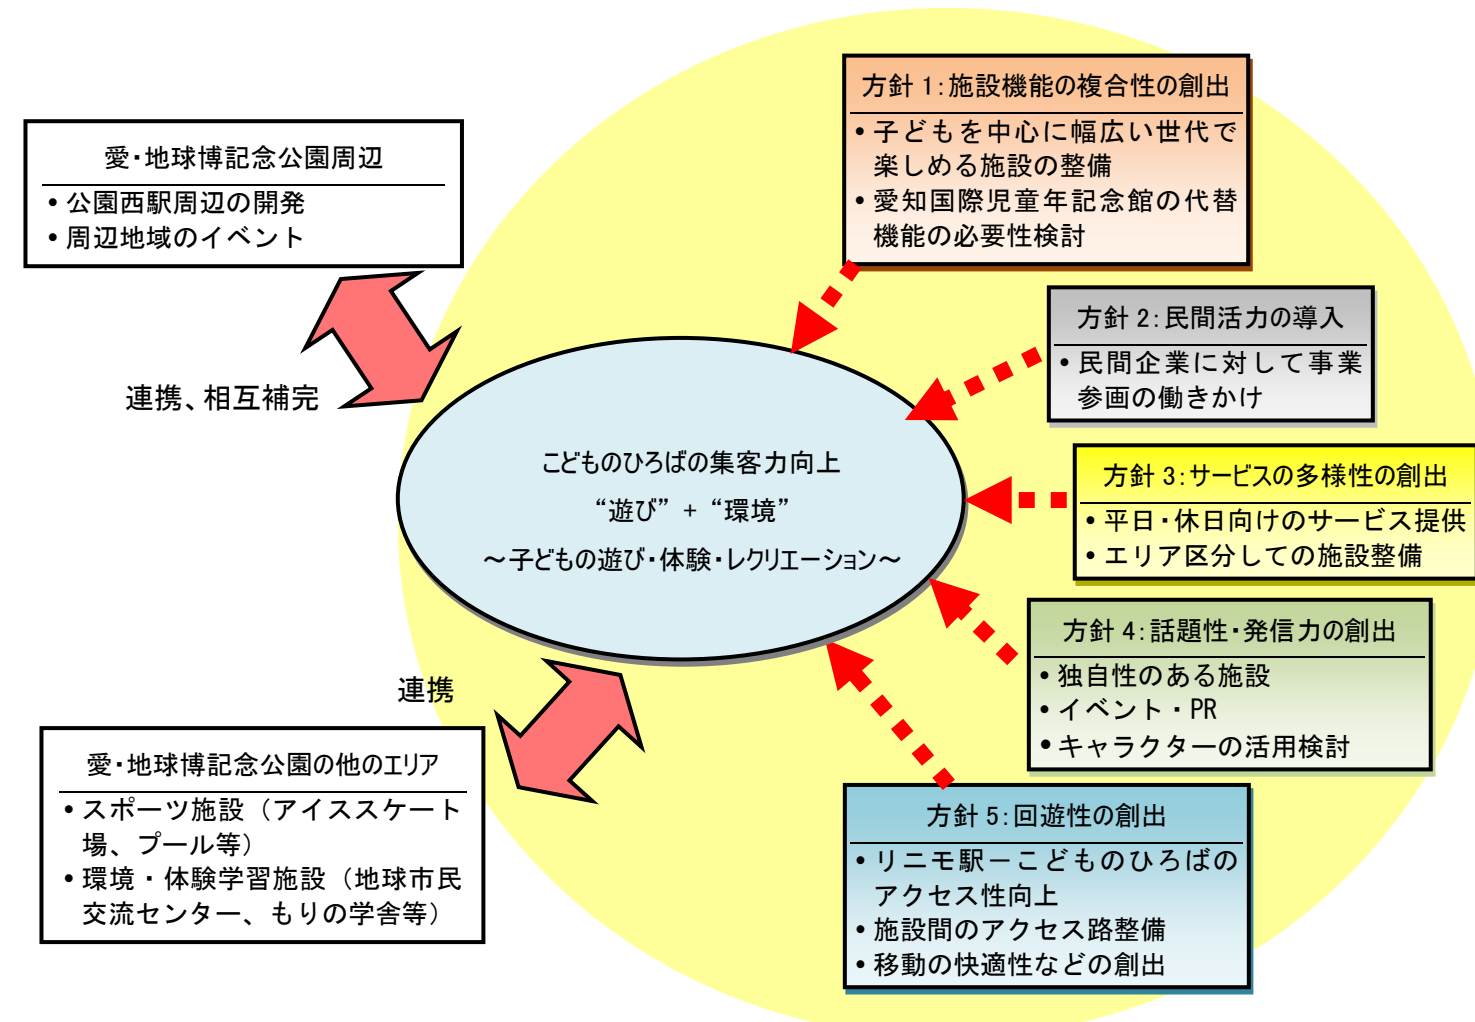 愛・地球博記念公園周辺
• 公園西駅周辺の開発
• 周辺地域のイベント
連携、相互補完
こどものひろばの集客力向上
“遊び” + “環境”
～子どもの遊び・体験・レクリエーション～
連携
愛・地球博記念公園の他のエリア
• スポーツ施設（アイススケート
場、プール等）
• 環境・体験学習施設（地球市民
交流センター、もりの学舎等）
方針 1：施設機能の複合性の創出
• 子どもを中心に幅広い世代で
楽しめる施設の整備
• 愛知国際児童年記念館の代替
機能の必要性検討
方針 2：民間活力の導入
• 民間企業に対して事業
参画の働きかけ
方針 3：サービスの多様性の創出
• 平日・休日向けのサービス提供
• エリア区分しての施設整備
方針 4：話題性・発信力の創出
• 独自性のある施設
• イベント・PR
• キャラクターの活用検討
方針 5：回遊性の創出
• リニモ駅－こどものひろばの
アクセス性向上
• 施設間のアクセス路整備
• 移動の快適性などの創出